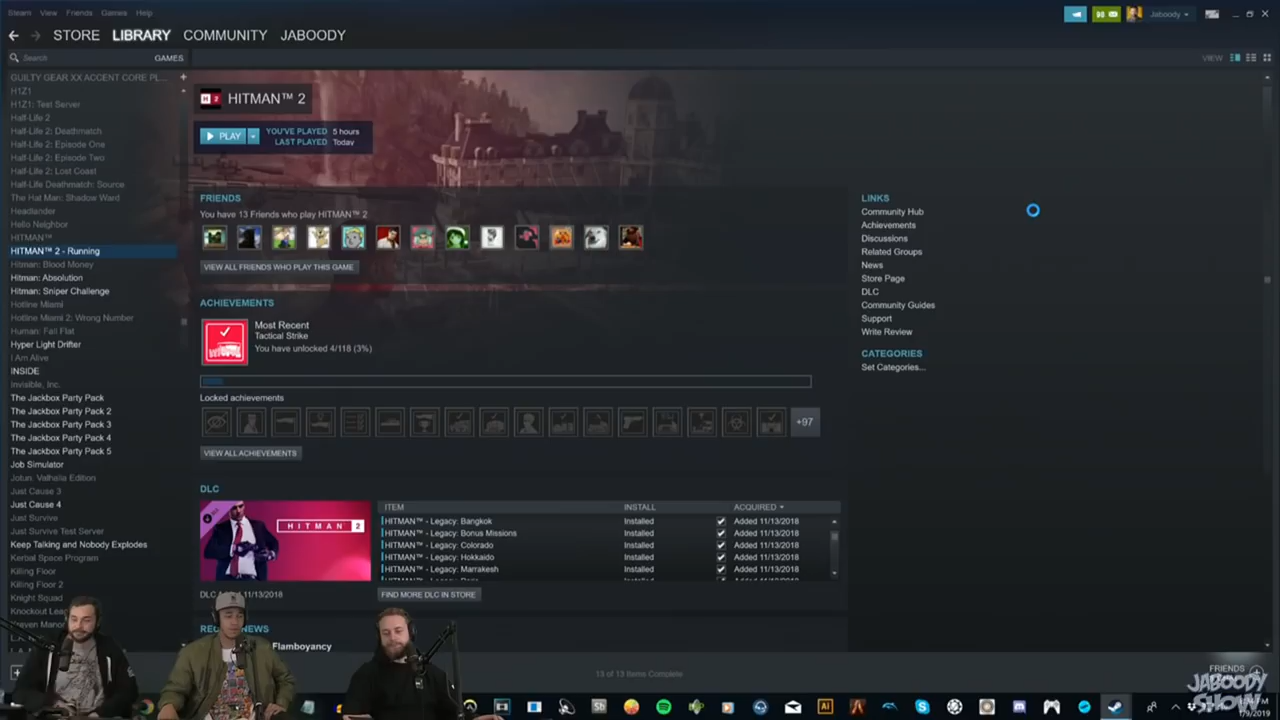 Steam View Friends Games Help
98 Jaboody
STORE LIBRARY COMMUNITY JABOODY
Search GAMES
VIEW
GUILTY GEAR XX ACCENT CORE PL... +
H1Z1
H1Z1: Test Server
Half-Life 2
Half-Life 2: Deathmatch
Half-Life 2: Episode One
Half-Life 2: Episode Two
Half-Life 2: Lost Coast
Half-Life Deathmatch: Source
The Hat Man: Shadow Ward
Headlander
Hello Neighbor
HITMAN™
HITMAN™ 2 - Running
Hitman: Blood Money
Hitman: Absolution
Hitman: Sniper Challenge
Hotline Miami
Hotline Miami 2: Wrong Number
Human: Fall Flat
Hyper Light Drifter
I Am Alive
INSIDE
Invisible, Inc.
The Jackbox Party Pack
The Jackbox Party Pack 2
The Jackbox Party Pack 3
The Jackbox Party Pack 4
The Jackbox Party Pack 5
Job Simulator
Jotun: Valhalla Edition
Just Cause 3
Just Cause 4
Just Survive
Just Survive Test Server
Keep Talking and Nobody Explodes
Kerbal Space Program
Killing Floor
Killing Floor 2
Knight Squad
Knockout
H 2 HITMAN™ 2
PLAY
YOU'VE PLAYED 5 hours
LAST PLAYED Today
FRIENDS
You have 13 Friends who play HITMAN™ 2
VIEW ALL FRIENDS WHO PLAY THIS GAME
ACHIEVEMENTS
Most Recent
Tactical Strike
You have unlocked 4/118 (3%)
Locked achievements
+97
VIEW ALL ACHIEVEMENTS
DLC
HITMAN 2
ITEM INSTALL ACQUIRED
HITMAN™ - Legacy: Bangkok Installed Added 11/13/2018
HITMAN™ - Legacy: Bonus Missions Installed Added 11/13/2018
HITMAN™ - Legacy: Colorado Installed Added 11/13/2018
HITMAN™ - Legacy: Hokkaido Installed Added 11/13/2018
HITMAN™ - Legacy: Marrakesh Installed Added 11/13/2018
11/13/2018
FIND MORE DLC IN STORE
NEWS
Flamboyancy
LINKS
Community Hub
Achievements
Discussions
Related Groups
News
Store Page
DLC
Community Guides
Support
Write Review
CATEGORIES
Set Categories...
13 of 13 Items Complete
FRIENDS
JABOODY
SHOW